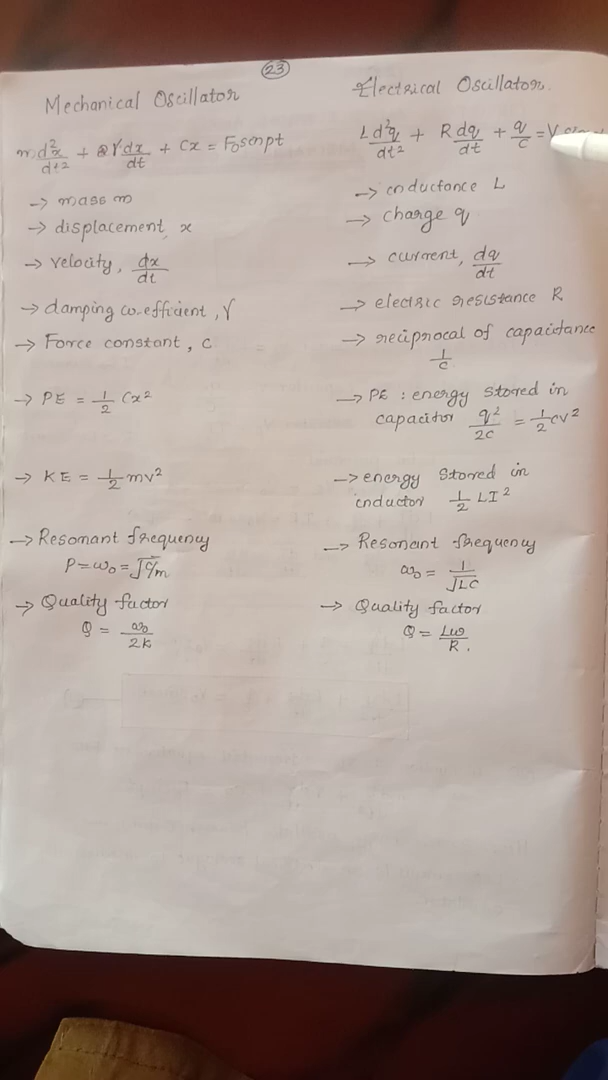 23
Mechanical Oscillator
m d²x/dt² + 2γ dx/dt + Cx = F₀ sinpt
→ mass m
→ displacement, x
→ velocity, dx/dt
→ damping co-efficient, γ
→ Force constant, c
→ PE = 1/2 Cx²
→ KE = 1/2 mv²
→ Resonant frequency
P = ω₀ = √C/m
→ Quality factor
Q = ω₀/2k
Electrical Oscillator.
L d²q/dt² + R dq/dt + q/c = V
→ inductance L
→ charge q
→ current, dq/dt
→ electric resistance R
→ reciprocal of capacitance
1/c
→ PE : energy stored in
capacitor q²/2c = 1/2 cv²
→ energy stored in
inductor 1/2 LI²
→ Resonant frequency
ω₀ = 1/√LC
→ Quality factor
Q = Lω/R.